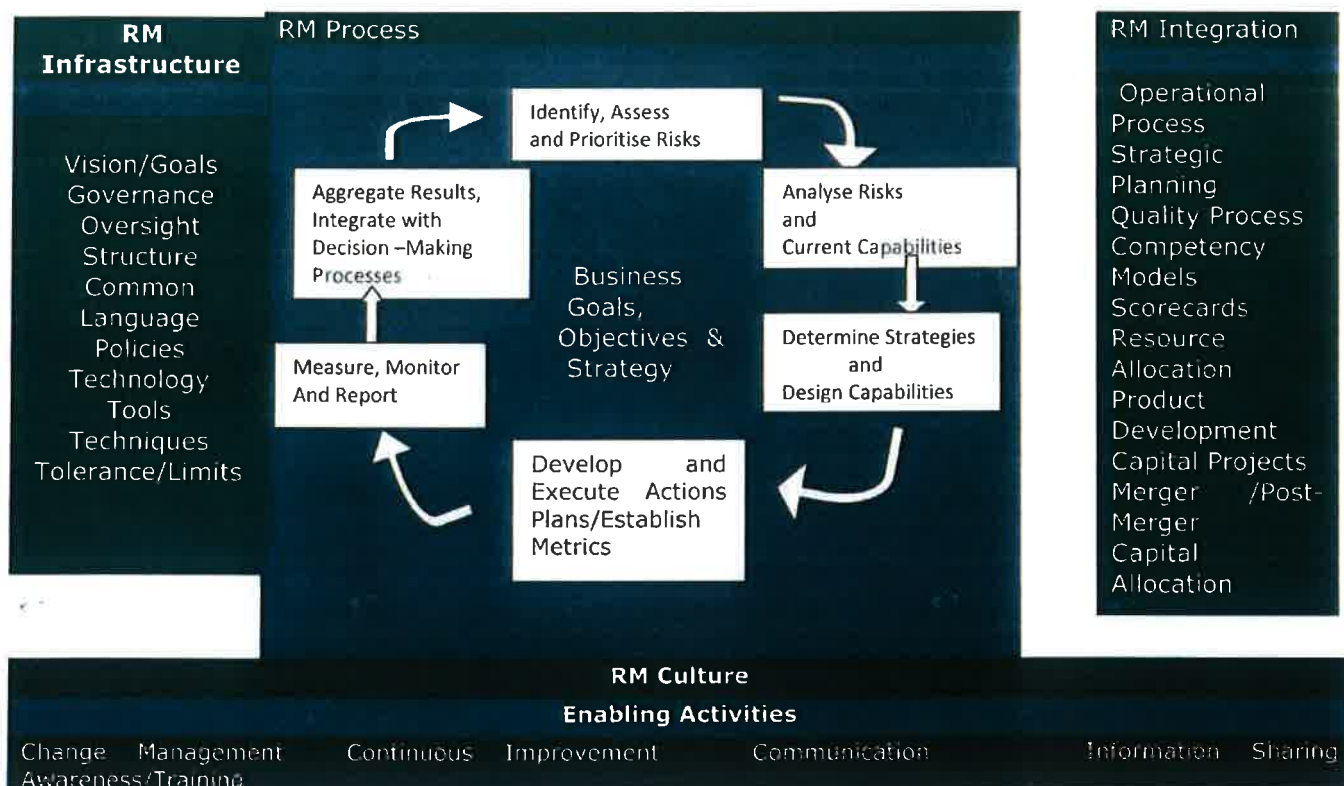 RM
Infrastructure
Vision/Goals
Governance
Oversight
Structure
Common
Language
Policies
Technology
Tools
Techniques
Tolerance/Limits
RM Process
Identify, Assess
and Prioritise Risks
Analyse Risks
and
Current Capabilities
Determine Strategies
and
Design Capabilities
Develop and
Execute Actions
Plans/Establish
Metrics
Measure, Monitor
And Report
Aggregate Results,
Integrate with
Decision –Making
Processes
Business
Goals,
Objectives &
Strategy
RM Integration
Operational
Process
Strategic
Planning
Quality Process
Competency
Models
Scorecards
Resource
Allocation
Product
Development
Capital Projects
Merger /Post-
Merger
Capital
Allocation
RM Culture
Enabling Activities
Change Management Continuous Improvement Communication Information Sharing
Awareness/Training